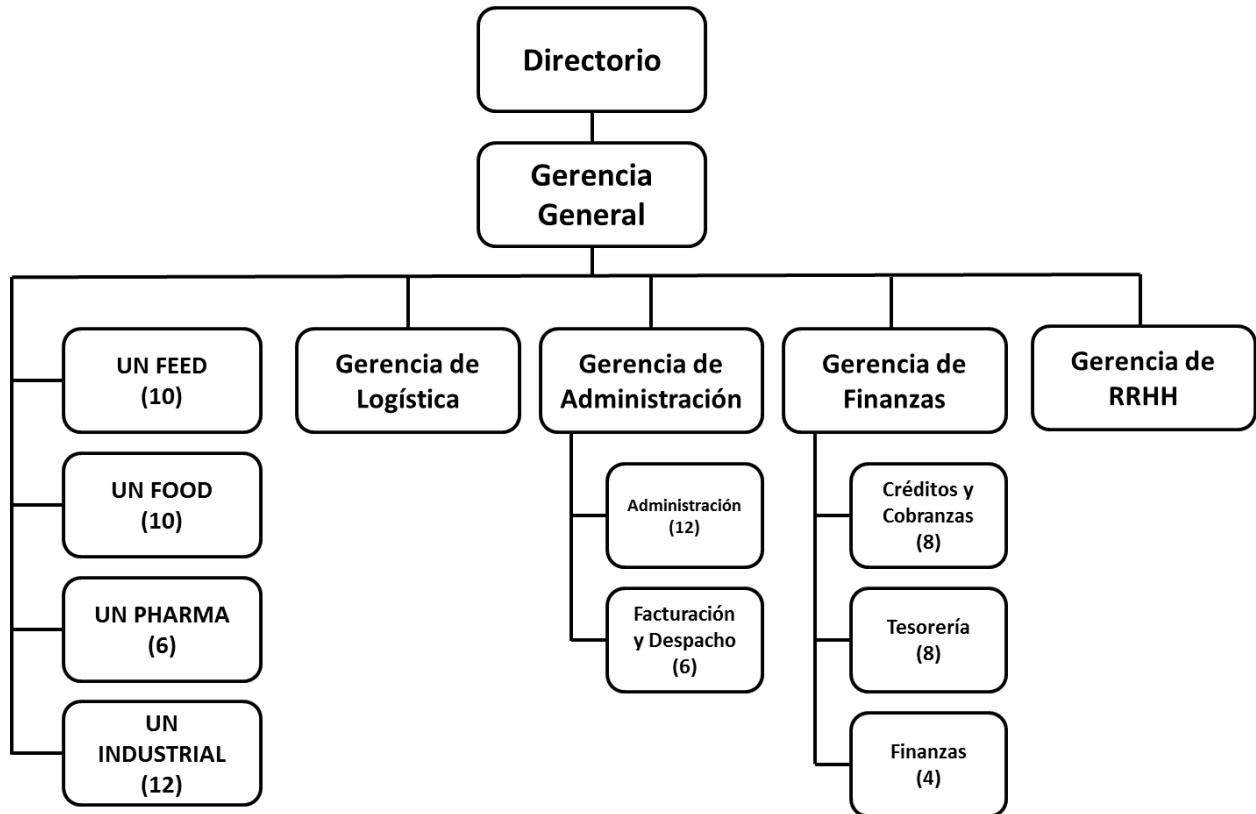 Directorio
Gerencia
General
UN FEED
(10)
UN FOOD
(10)
UN PHARMA
(6)
UN
INDUSTRIAL
(12)
Gerencia de
Logística
Gerencia de
Administración
Administración
(12)
Facturación
y Despacho
(6)
Gerencia de
Finanzas
Créditos y
Cobranzas
(8)
Tesorería
(8)
Finanzas
(4)
Gerencia de
RRHH